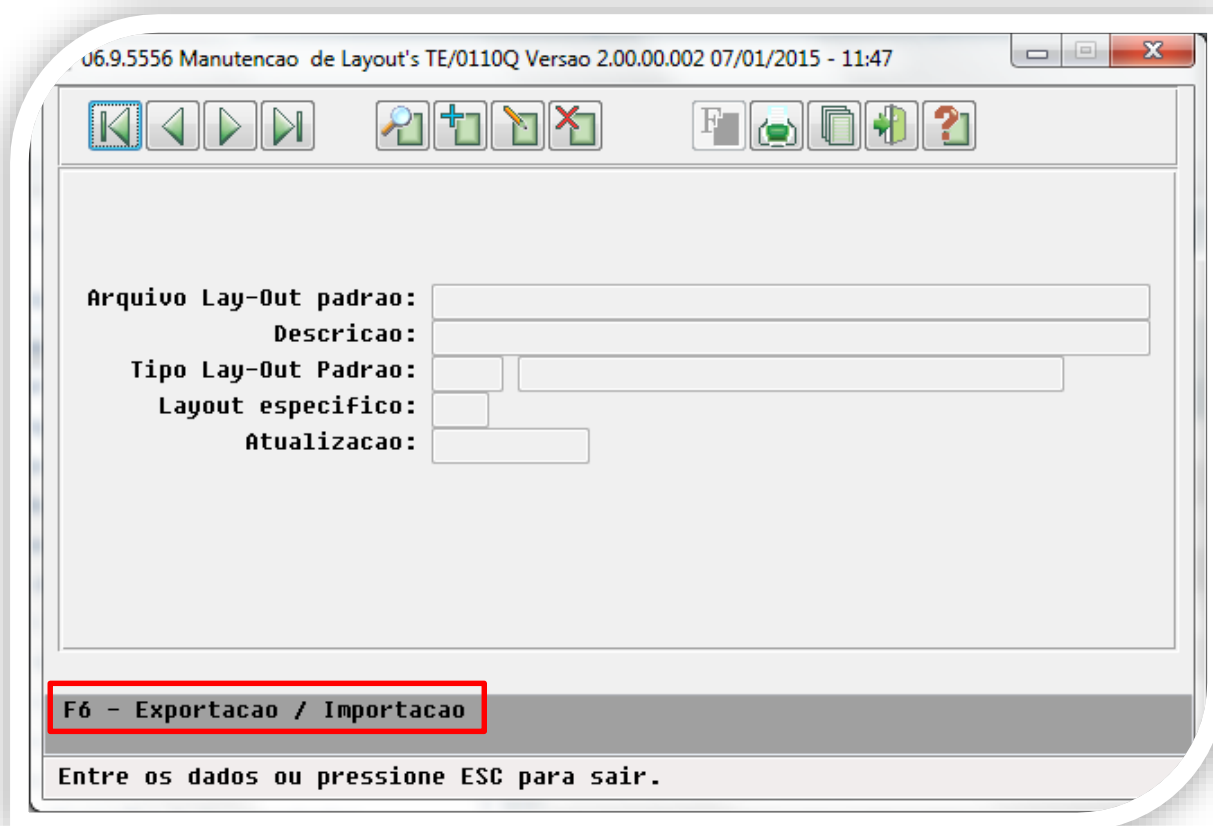 06.9.5556 Manutencao de Layout's TE/0110Q Versao 2.00.00.002 07/01/2015 - 11:47
F
Arquivo Lay-Out padrao:
Descricao:
Tipo Lay-Out Padrao:
Layout especifico:
Atualizacao:
F6 - Exportacao / Importacao
Entre os dados ou pressione ESC para sair.